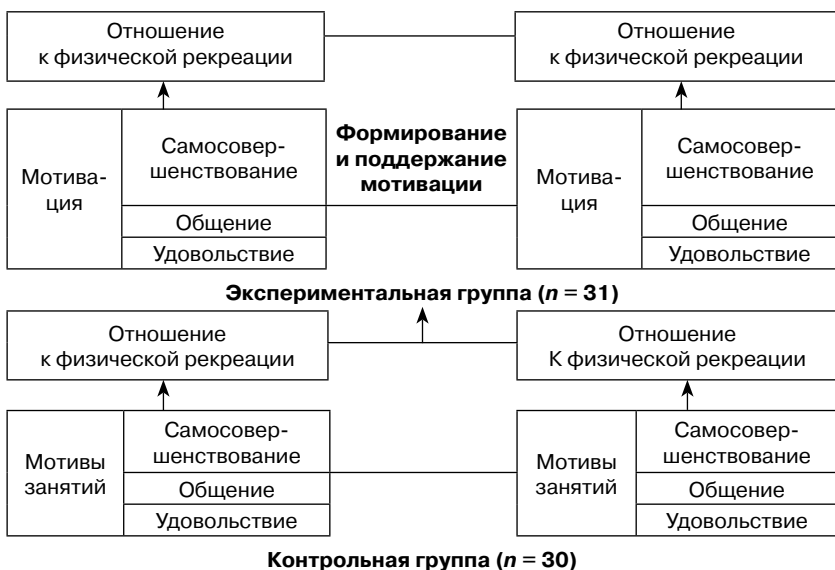 Отношение
к физической рекреации
Отношение
к физической рекреации
Мотива-
ция
Самосовер-
шенствование
Общение
Удовольствие
Формирование
и поддержание
мотивации
Мотива-
ция
Самосовер-
шенствование
Общение
Удовольствие
Экспериментальная группа (n = 31)
Отношение
к физической рекреации
Отношение
К физической рекреации
Мотивы
занятий
Самосовер-
шенствование
Общение
Удовольствие
Мотивы
занятий
Самосовер-
шенствование
Общение
Удовольствие
Контрольная группа (n = 30)